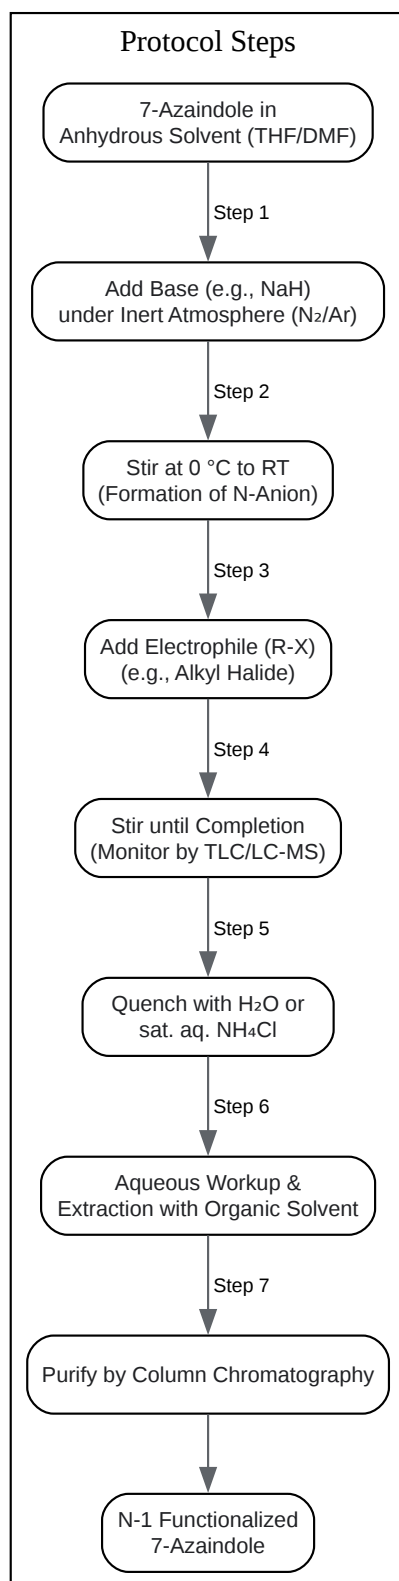 Protocol Steps
7-Azaindole in
Anhydrous Solvent (THF/DMF)
Step 1
Add Base (e.g., NaH)
under Inert Atmosphere (N₂/Ar)
Step 2
Stir at 0 °C to RT
(Formation of N-Anion)
Step 3
Add Electrophile (R-X)
(e.g., Alkyl Halide)
Step 4
Stir until Completion
(Monitor by TLC/LC-MS)
Step 5
Quench with H₂O or
sat. aq. NH₄Cl
Step 6
Aqueous Workup &
Extraction with Organic Solvent
Step 7
Purify by Column Chromatography
N-1 Functionalized
7-Azaindole